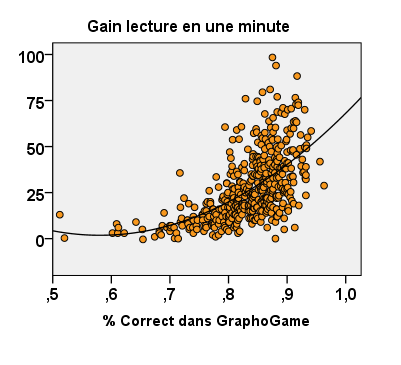 Gain lecture en une minute
100
75
50
25
0
,5 ,6 ,7 ,8 ,9 1,0
% Correct dans GraphoGame